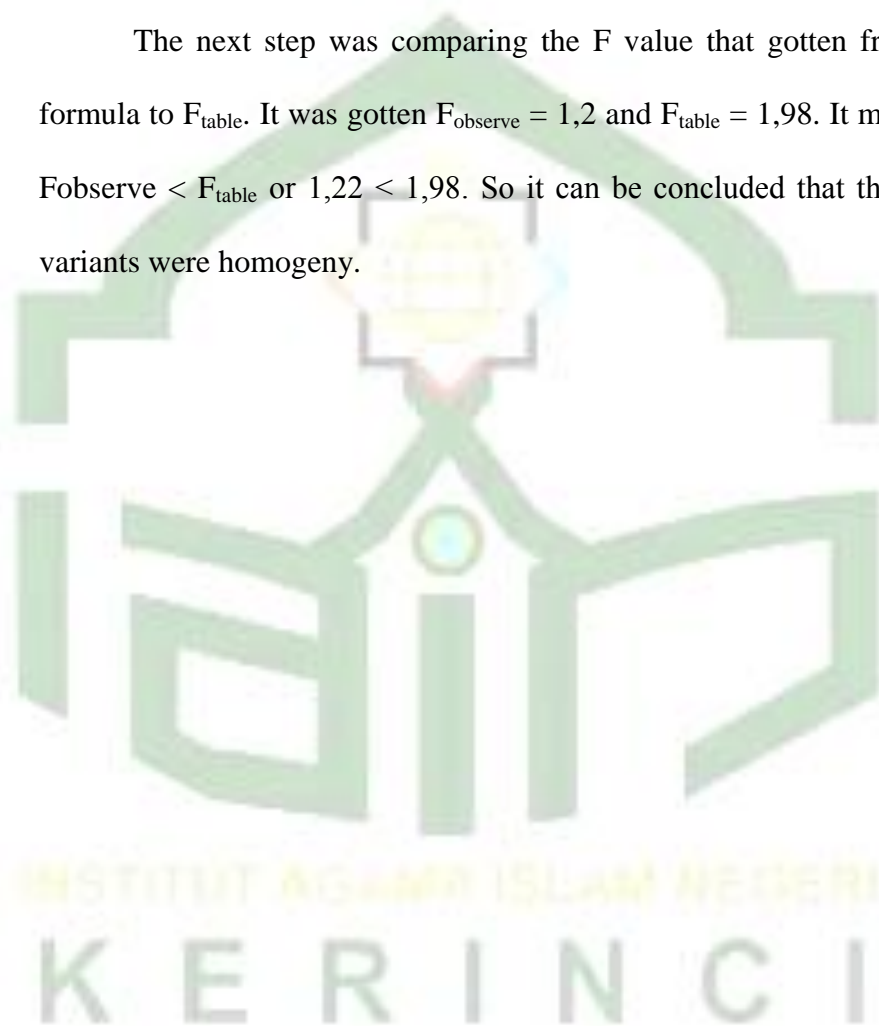 The next step was comparing the F value that gotten fr
formula to Ftable. It was gotten Fobserve = 1,2 and Ftable = 1,98. It m
Fobserve < Ftable or 1,22 < 1,98. So it can be concluded that th
variants were homogeny.
iain
INSTITUT AGAMA ISLAM NEGERI
KERINCI